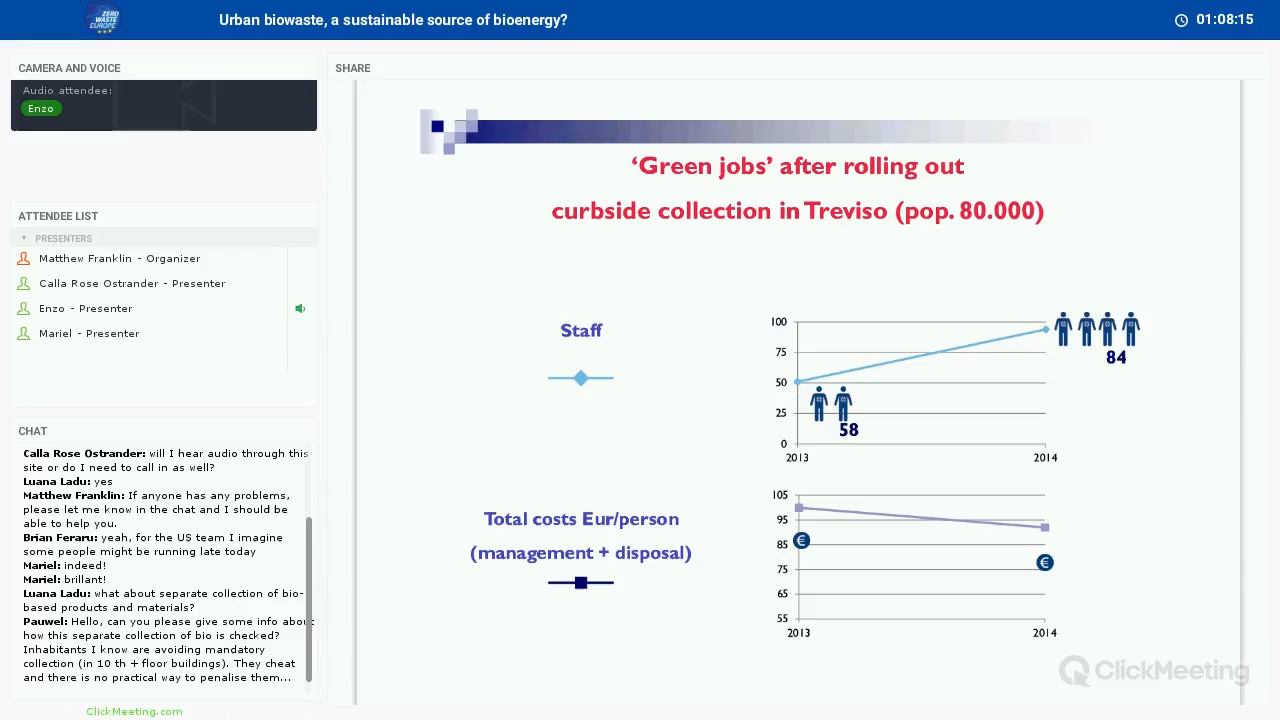 ZERO WASTE EUROPE
Urban biowaste, a sustainable source of bioenergy?
01:08:15
CAMERA AND VOICE
Audio attendee:
Enzo
ATTENDEE LIST
PRESENTERS
Matthew Franklin - Organizer
Calla Rose Ostrander - Presenter
Enzo - Presenter
Mariel - Presenter
CHAT
Calla Rose Ostrander: will I hear audio through this
site or do I need to call in as well?
Luana Ladu: yes
Matthew Franklin: If anyone has any problems,
please let me know in the chat and I should be
able to help you.
Brian Feraru: yeah, for the US team I imagine
some people might be running late today
Mariel: indeed!
Mariel: brillant!
Luana Ladu: what about separate collection of bio-
based products and materials?
Pauwel: Hello, can you please give some info about
how this separate collection of bio is checked?
Inhabitants I know are avoiding mandatory
collection (in 10 th + floor buildings). They cheat
and there is no practical way to penalise them...
ClickMeeting.com
SHARE
‘Green jobs’ after rolling out
curbside collection in Treviso (pop. 80.000)
Staff
100
75
50
25
0
2013
2014
58
84
Total costs Eur/person
(management + disposal)
105
95
85
75
65
55
€
€
2013
2014
ClickMeeting